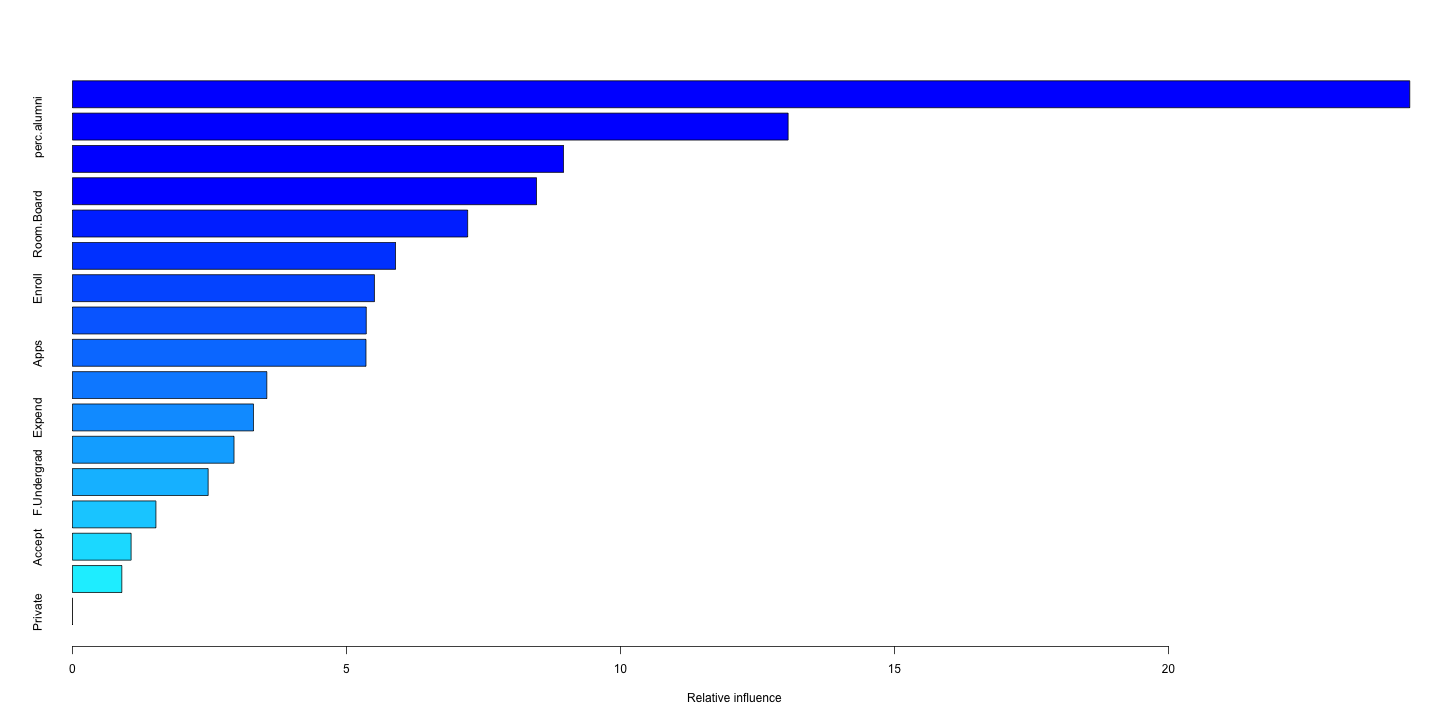 perc.alumni
Room.Board
Enroll
Apps
Expend
F.Undergrad
Accept
Private
0 5 10 15 20
Relative influence